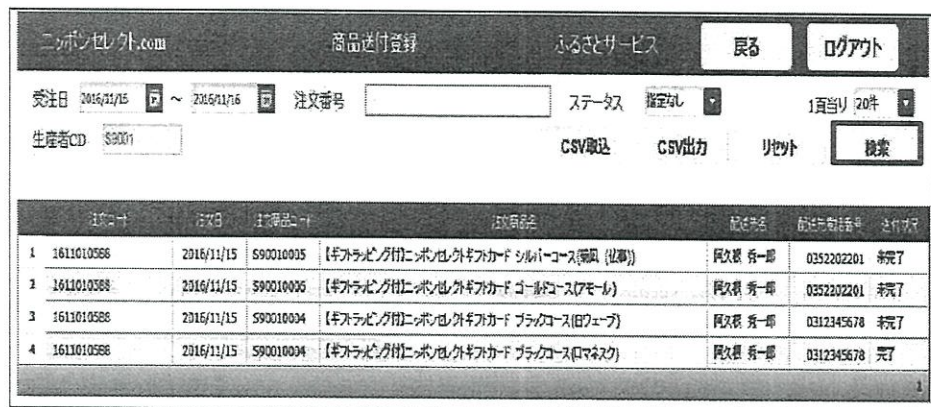 ニッポンセレクト.com 商品送付登録 ふるさとサービス 戻る ログアウト
受注日 2016/11/15 ～ 2016/11/16 注文番号 ステータス 指定なし 1頁当り 20件
生産者CD S9001 CSV取込 CSV出力 リセット 検索
注文コード 注文日 注文商品コード 注文商品名 配送先名 配送先電話番号 送付状況
1 1611010588 2016/11/15 S90010005 【ギフトラッピング付】ニッポンセレクトギフトカード シルバーコース(菊凪 (仏事)) 阿久根 秀一郎 0352202201 未完了
2 1611010588 2016/11/15 S90010006 【ギフトラッピング付】ニッポンセレクトギフトカード ゴールドコース(アモール) 阿久根 秀一郎 0352202201 未完了
3 1611010588 2016/11/15 S90010004 【ギフトラッピング付】ニッポンセレクトギフトカード ブラックコース(白ウェーブ) 阿久根 秀一郎 0312345678 未完了
4 1611010588 2016/11/15 S90010004 【ギフトラッピング付】ニッポンセレクトギフトカード ブラックコース(ロマネスク) 阿久根 秀一郎 0312345678 完了
1